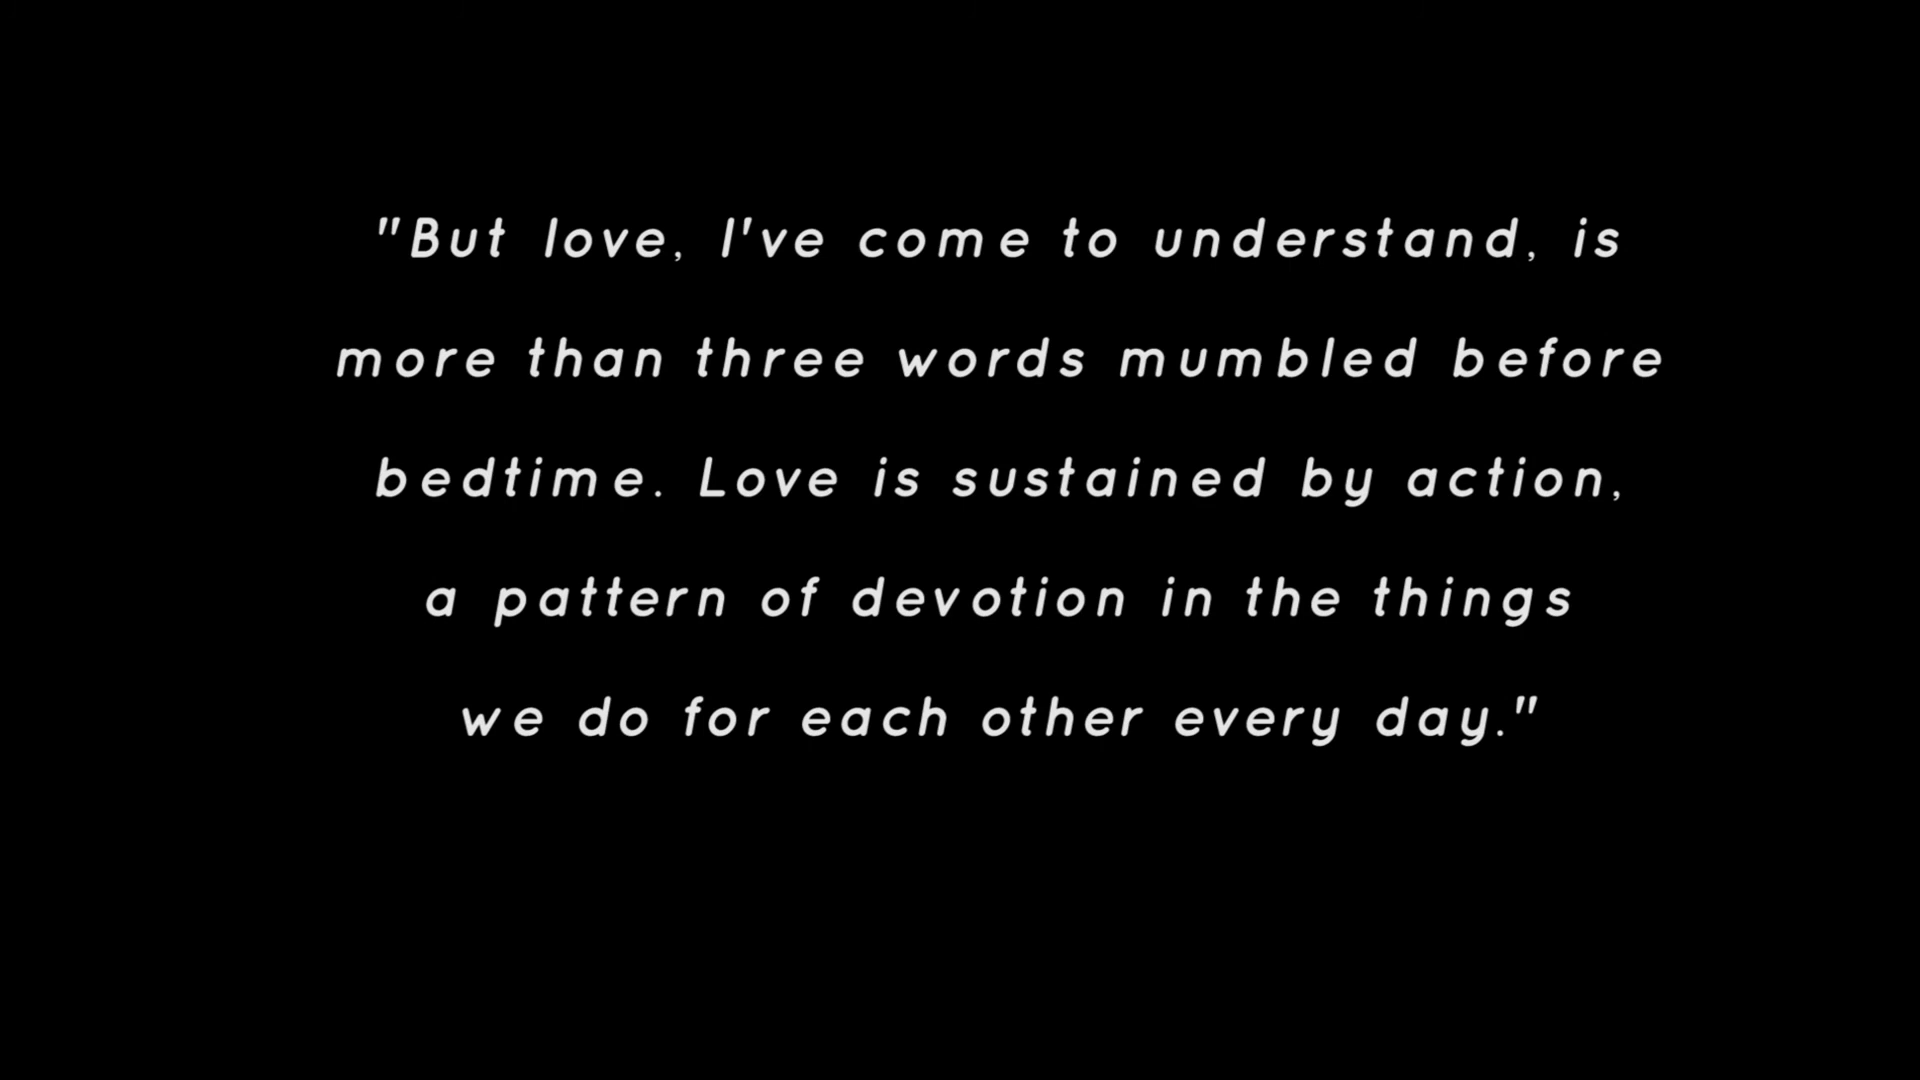 "But love, I've come to understand, is
more than three words mumbled before
bedtime. Love is sustained by action,
a pattern of devotion in the things
we do for each other every day."